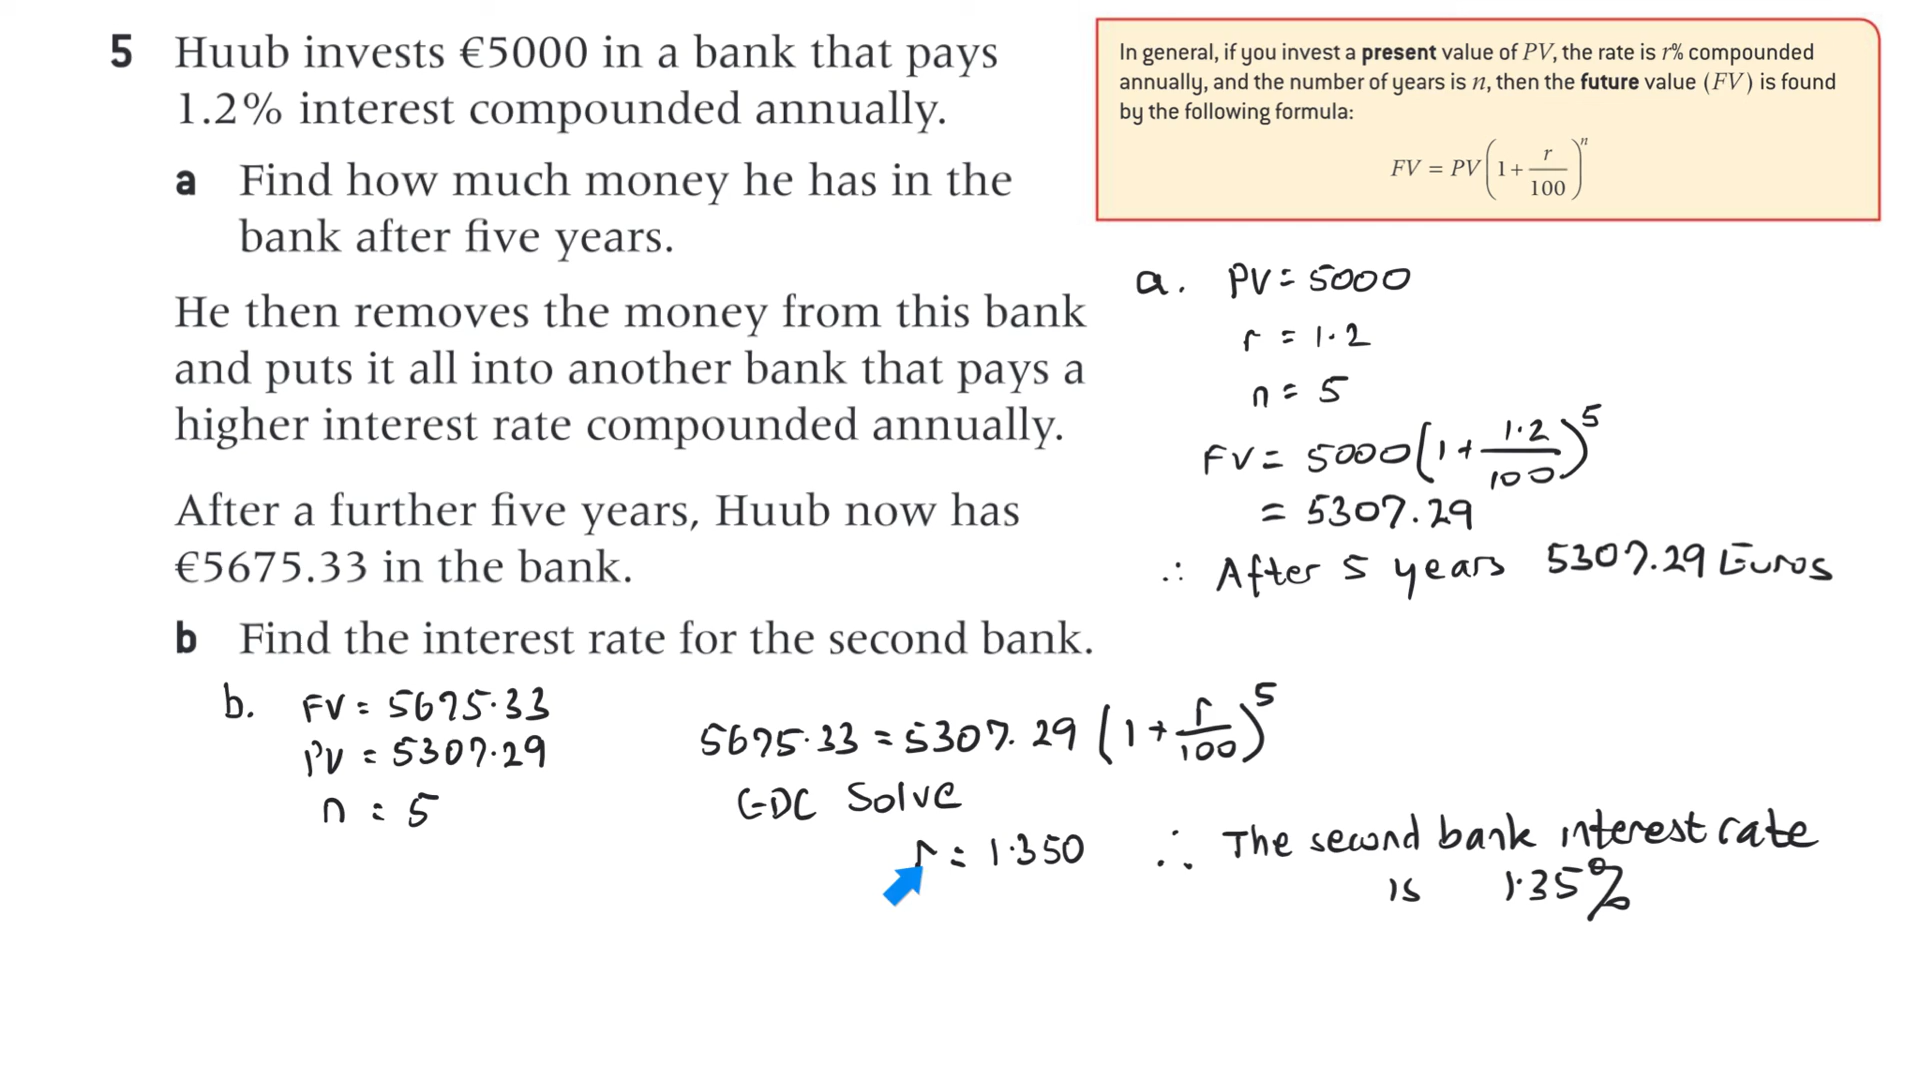 5 Huub invests €5000 in a bank that pays
1.2% interest compounded annually.
a Find how much money he has in the
bank after five years.
He then removes the money from this bank
and puts it all into another bank that pays a
higher interest rate compounded annually.
After a further five years, Huub now has
€5675.33 in the bank.
b Find the interest rate for the second bank.
In general, if you invest a present value of PV, the rate is r% compounded
annually, and the number of years is n, then the future value (FV) is found
by the following formula:
FV = PV(1 + r/100)^n
a. PV = 5000
r = 1.2
n = 5
FV = 5000(1 + 1.2/100)^5
= 5307.29
∴ After 5 years 5307.29 Euros
b. FV = 5675.33
PV = 5307.29
n = 5
5675.33 = 5307.29 (1 + r/100)^5
GDC Solve
r = 1.350
∴ The second bank interest rate
is 1.35%